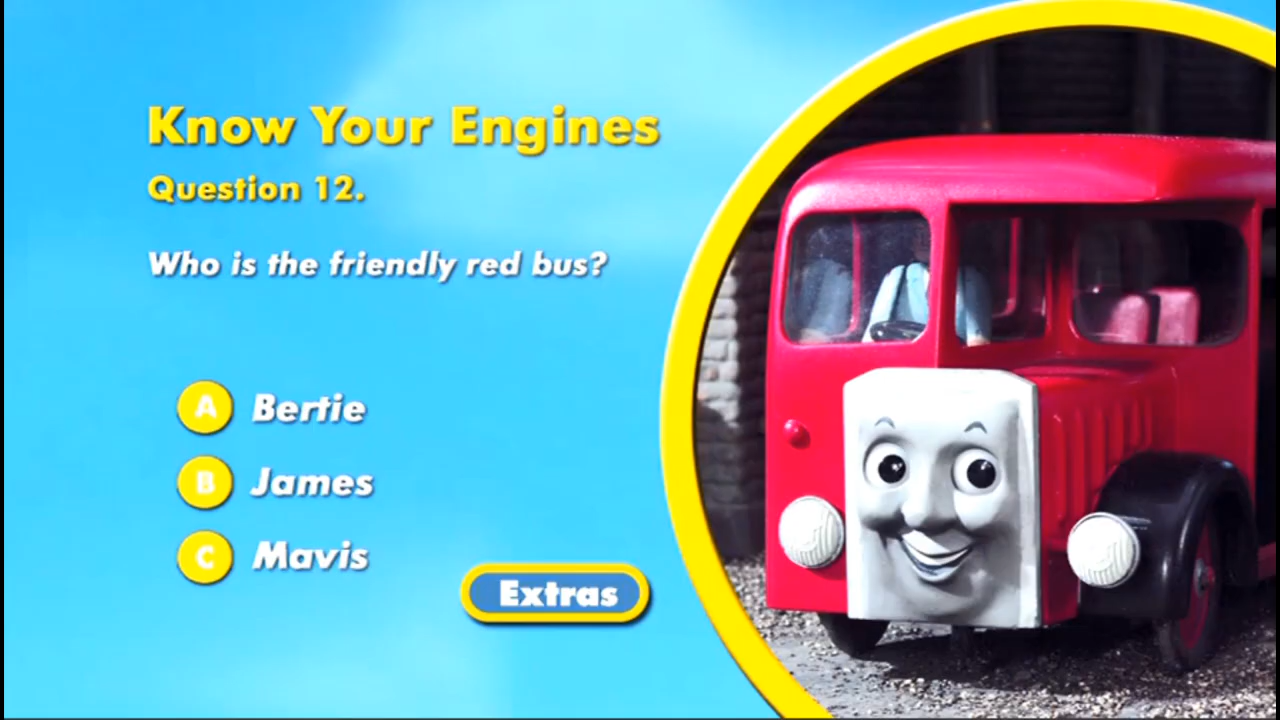 Know Your Engines
Question 12.
Who is the friendly red bus?
A Bertie
B James
C Mavis
Extras